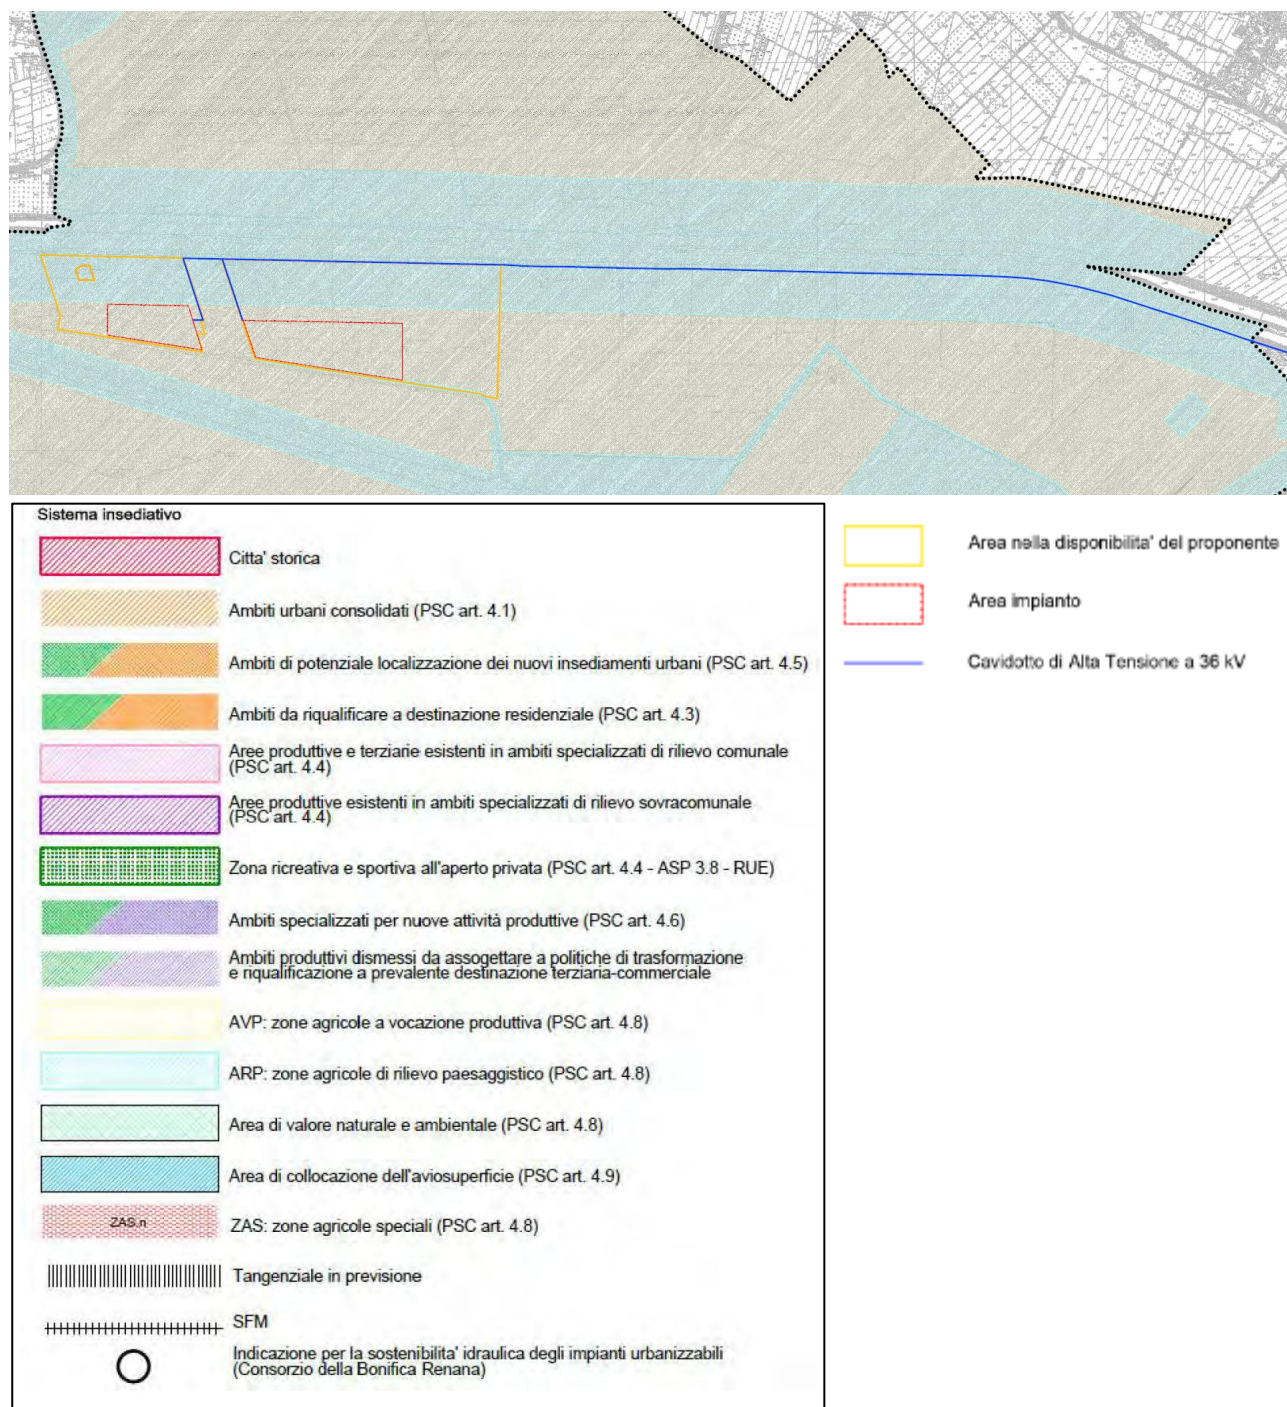 Sistema insediativo
Citta' storica
Ambiti urbani consolidati (PSC art. 4.1)
Ambiti di potenziale localizzazione dei nuovi insediamenti urbani (PSC art. 4.5)
Ambiti da riqualificare a destinazione residenziale (PSC art. 4.3)
Aree produttive e terziarie esistenti in ambiti specializzati di rilievo comunale
(PSC art. 4.4)
Aree produttive esistenti in ambiti specializzati di rilievo sovracomunale
(PSC art. 4.4)
Zona ricreativa e sportiva all'aperto privata (PSC art. 4.4 - ASP 3.8 - RUE)
Ambiti specializzati per nuove attività produttive (PSC art. 4.6)
Ambiti produttivi dismessi da assogettare a politiche di trasformazione
e riqualificazione a prevalente destinazione terziaria-commerciale
AVP: zone agricole a vocazione produttiva (PSC art. 4.8)
ARP: zone agricole di rilievo paesaggistico (PSC art. 4.8)
Area di valore naturale e ambientale (PSC art. 4.8)
Area di collocazione dell'aviosuperficie (PSC art. 4.9)
ZAS.n
ZAS: zone agricole speciali (PSC art. 4.8)
Tangenziale in previsione
SFM
Indicazione per la sostenibilita' idraulica degli impianti urbanizzabili
(Consorzio della Bonifica Renana)
Area nella disponibilita' del proponente
Area impianto
Cavidotto di Alta Tensione a 36 kV